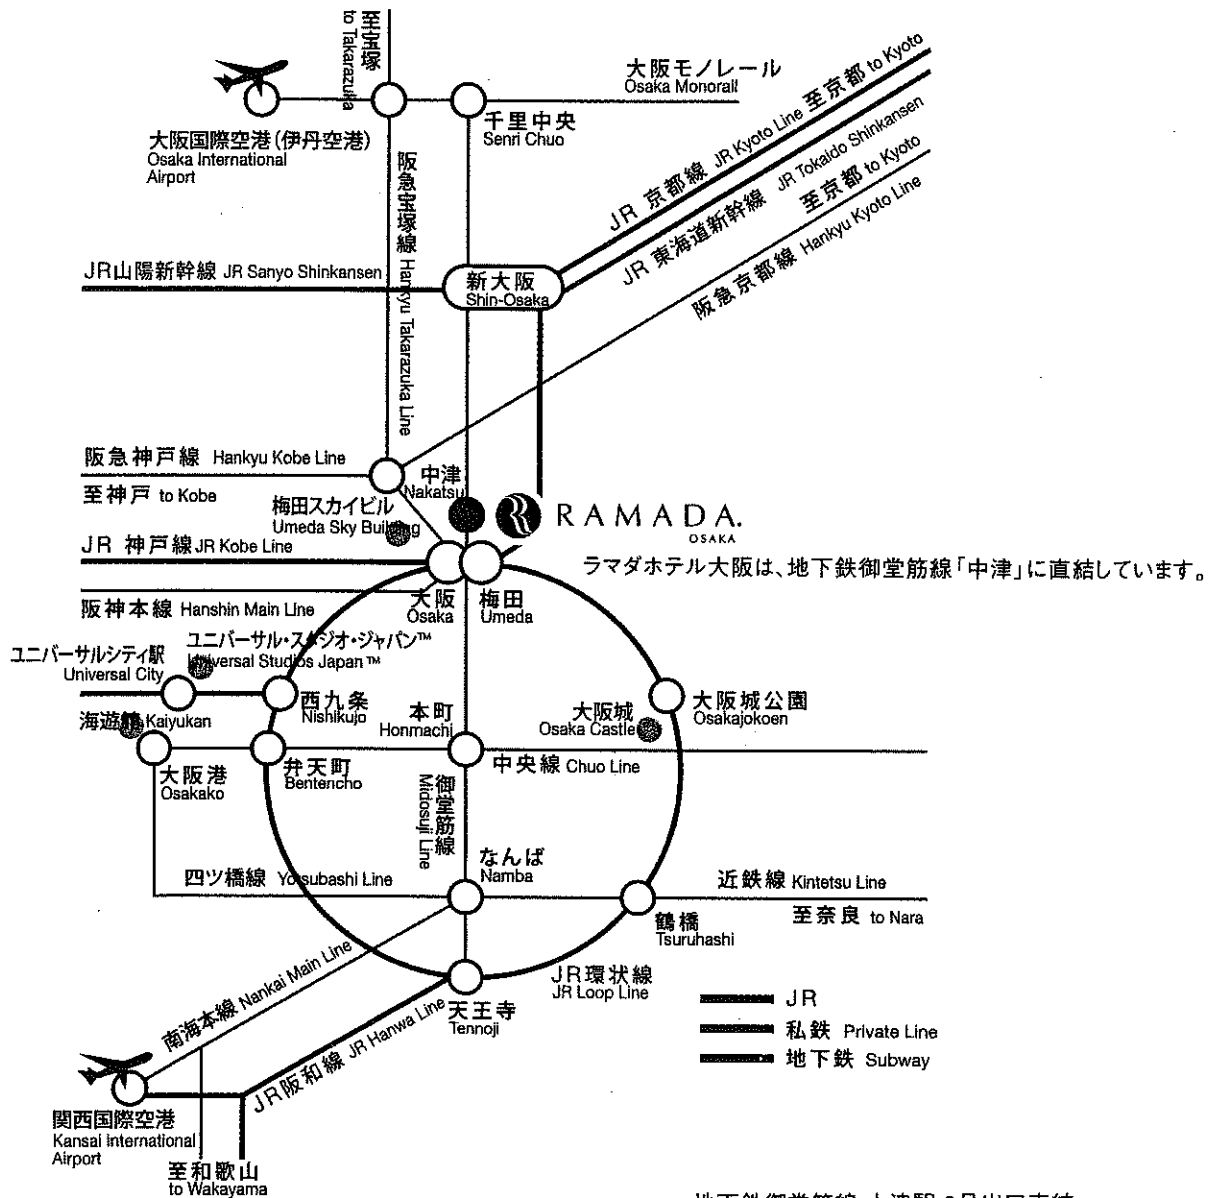 至宝塚
to Takarazuka
大阪モノレール
Osaka Monorail
至京都 to Kyoto
大阪国際空港(伊丹空港)
Osaka International
Airport
千里中央
Senri Chuo
JR 京都線 JR Kyoto Line
JR 東海道新幹線 JR Tokaido Shinkansen
至京都 to Kyoto
阪急京都線 Hankyu Kyoto Line
阪急宝塚線 Hankyu Takarazuka Line
JR山陽新幹線 JR Sanyo Shinkansen
新大阪
Shin-Osaka
阪急神戸線 Hankyu Kobe Line
至神戸 to Kobe
中津
Nakatsu
梅田スカイビル
Umeda Sky Building
RAMADA.
OSAKA
JR 神戸線 JR Kobe Line
ラマダホテル大阪は、地下鉄御堂筋線「中津」に直結しています。
阪神本線 Hanshin Main Line
大阪
Osaka
梅田
Umeda
ユニバーサル・スタジオ・ジャパン™
Universal Studios Japan™
ユニバーサルシティ駅
Universal City
西九条
Nishikujo
海遊館 Kaiyukan
本町
Honmachi
大阪城
Osaka Castle
大阪城公園
Osakajokoen
大阪港
Osakako
弁天町
Bentencho
中央線 Chuo Line
御堂筋線
Midosuji Line
四ツ橋線 Yotsubashi Line
なんば
Namba
近鉄線 Kintetsu Line
至奈良 to Nara
鶴橋
Tsuruhashi
南海本線 Nankai Main Line
JR環状線
JR Loop Line
天王寺
Tennoji
JR阪和線 JR Hanwa Line
JR
私鉄 Private Line
地下鉄 Subway
関西国際空港
Kansai International
Airport
至和歌山
to Wakayama